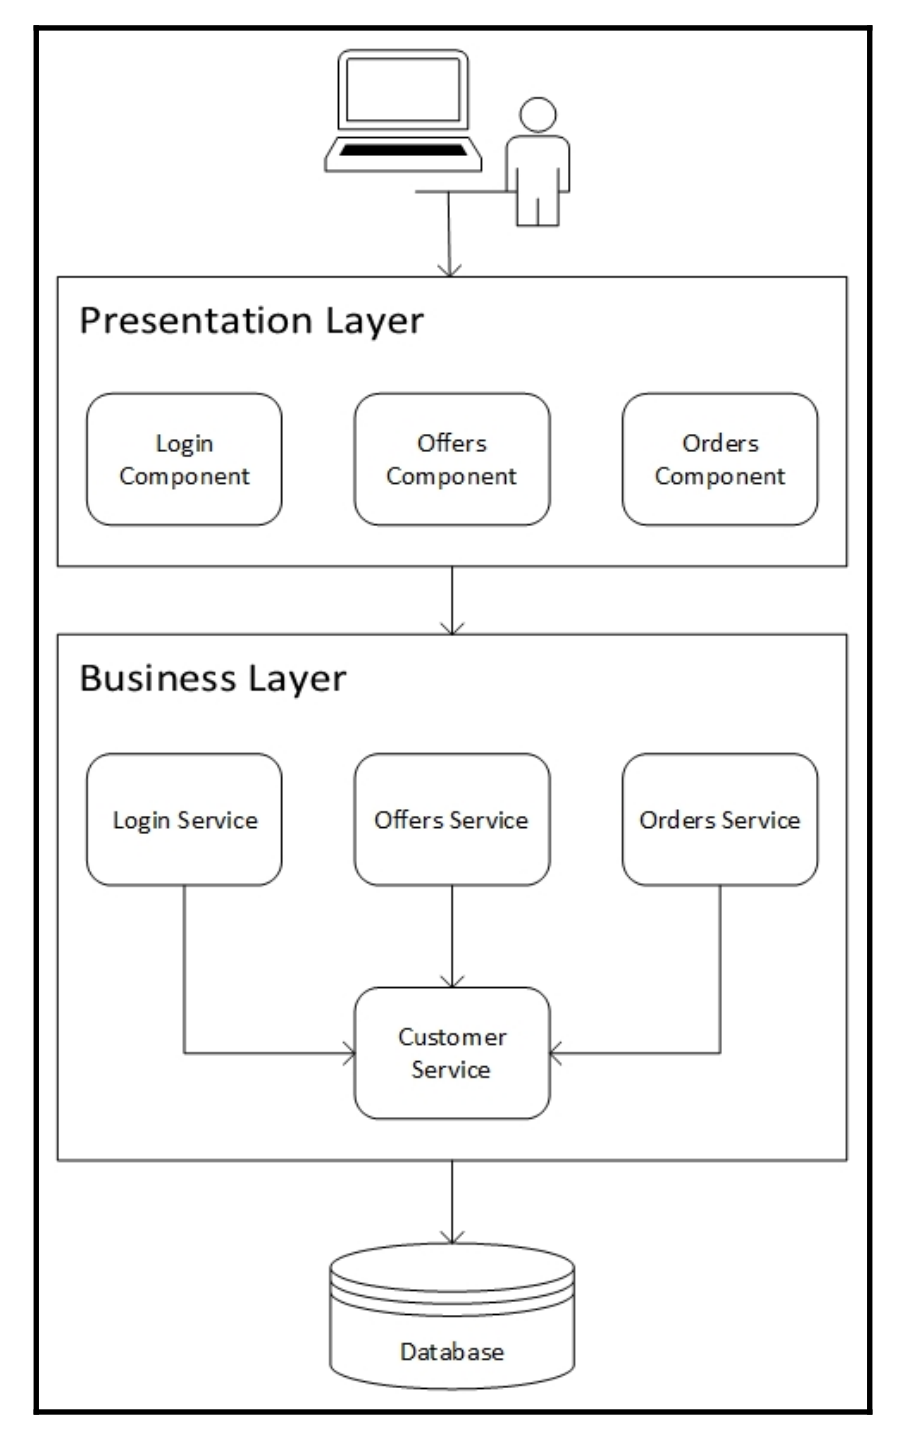 Presentation Layer
Login
Component
Offers
Component
Orders
Component
Business Layer
Login Service
Offers Service
Orders Service
Customer
Service
Database